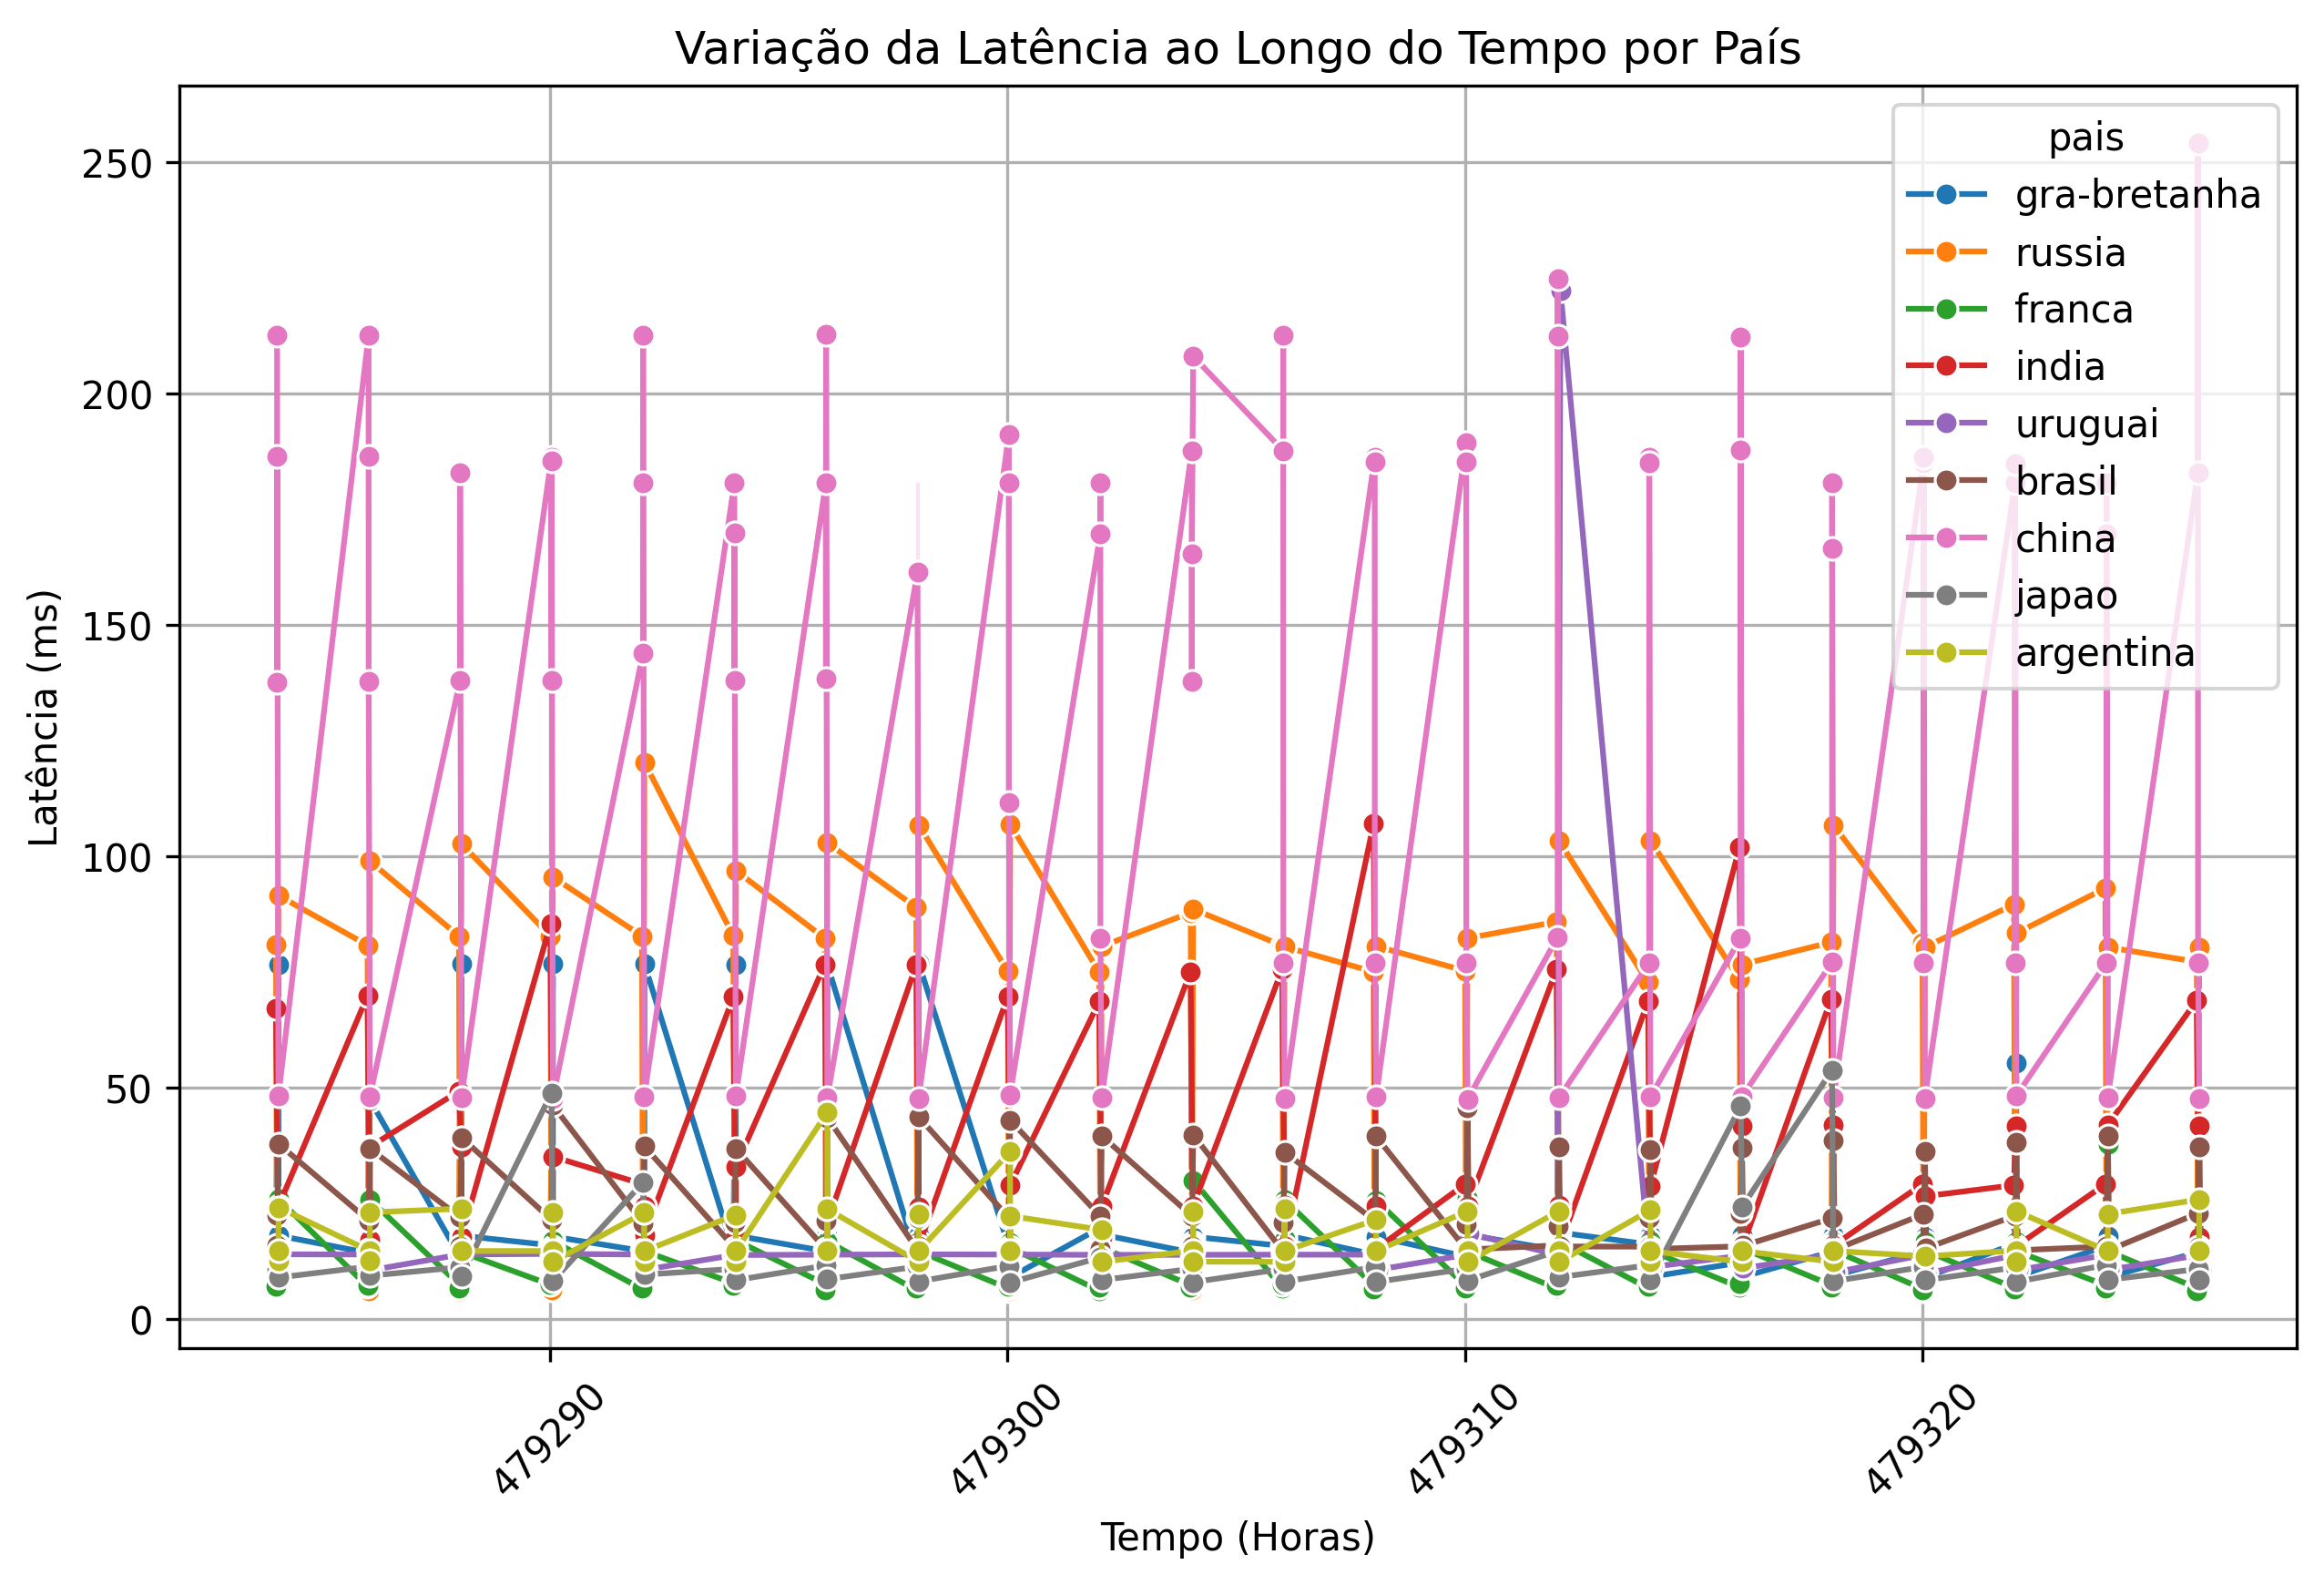 Variação da Latência ao Longo do Tempo por País
Latência (ms)
250
200
150
100
50
0
pais
gra-bretanha
russia
franca
india
uruguai
brasil
china
japao
argentina
479290
479300
479310
479320
Tempo (Horas)